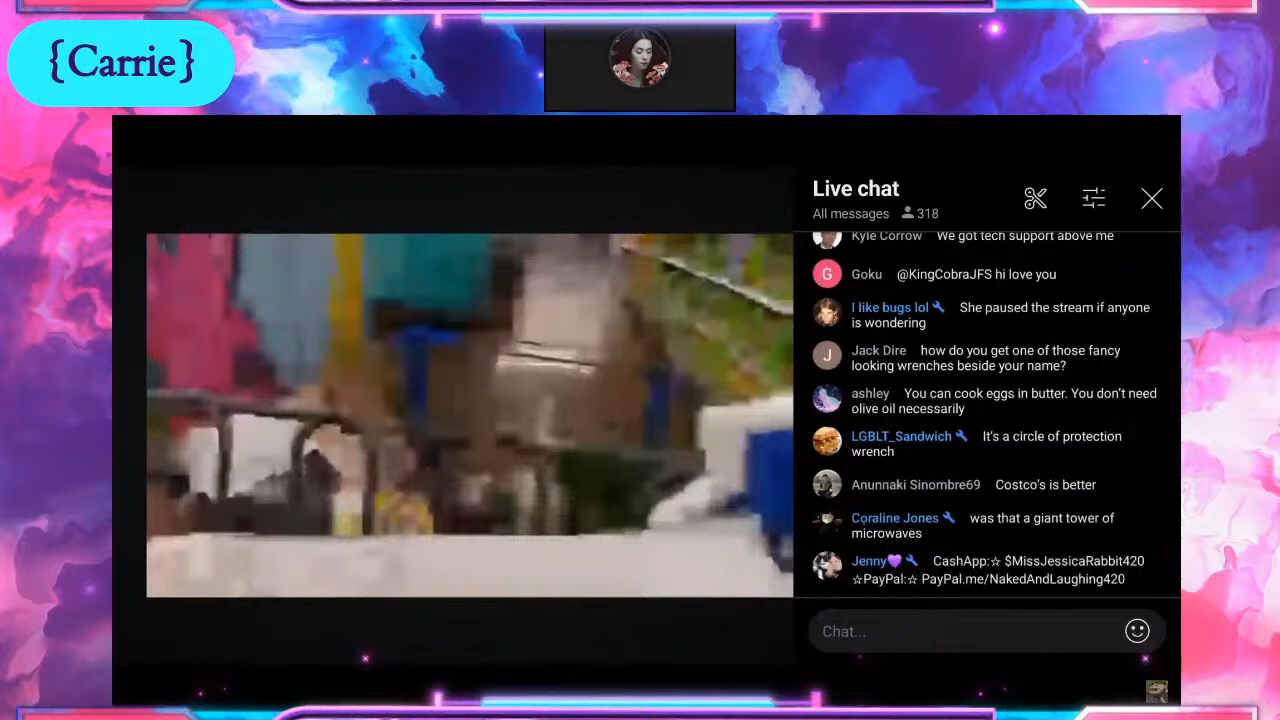 {Carrie}
Live chat
All messages 318
Kyle Corrow We got tech support above me
G Goku @KingCobraJFS hi love you
I like bugs lol She paused the stream if anyone
is wondering
J Jack Dire how do you get one of those fancy
looking wrenches beside your name?
ashley You can cook eggs in butter. You don't need
olive oil necessarily
LGBLT_Sandwich It's a circle of protection
wrench
Anunnaki Sinombre69 Costco's is better
Coraline Jones was that a giant tower of
microwaves
Jenny💜 CashApp:☆ $MissJessicaRabbit420
☆PayPal:☆ PayPal.me/NakedAndLaughing420
Chat...